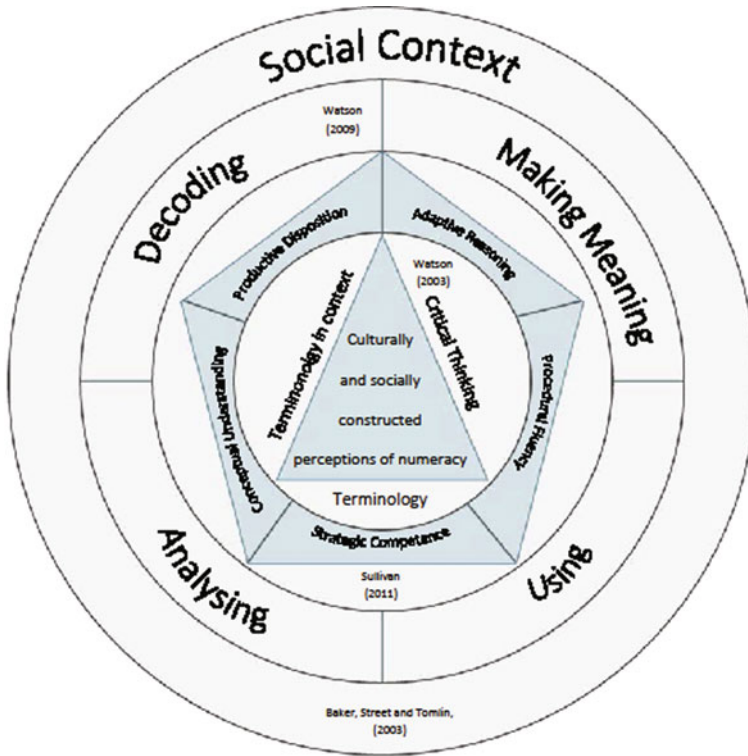 Social Context
Watson
(2009)
Decoding
Making Meaning
Productive Disposition
Adaptive Reasoning
Watson
(2003)
Terminonology in context
Critical Thinking
Culturally
and socially
constructed
perceptions of numeracy
Conceptual Understanding
Procedural Fluency
Terminology
Strategic Competence
Analysing
Using
Sullivan
(2011)
Baker, Street and Tomlin,
(2003)